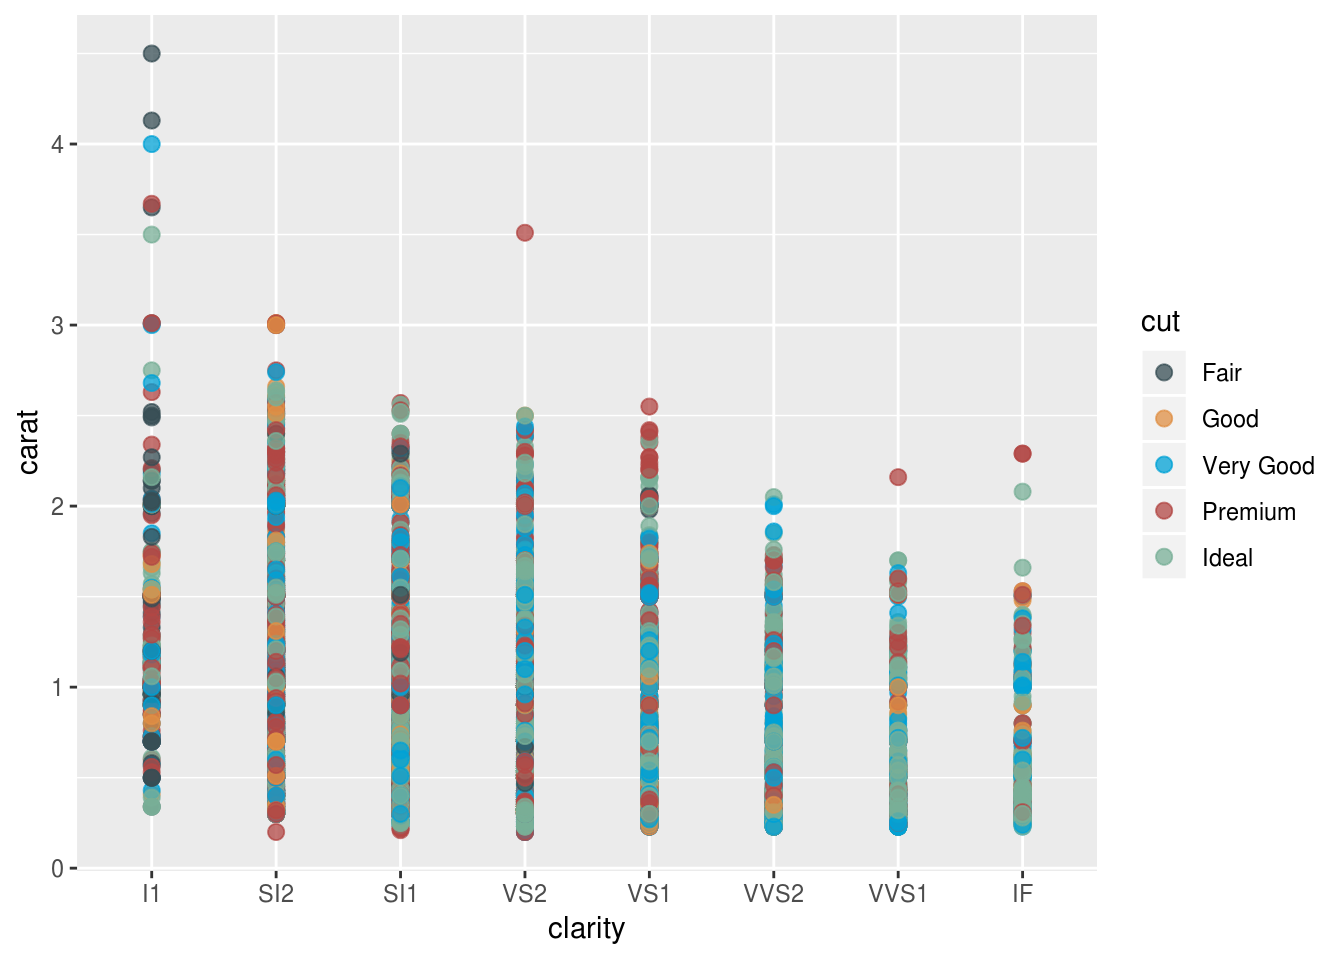 4
3
2
1
0
carat
I1 SI2 SI1 VS2 VS1 VVS2 VVS1 IF
clarity
cut
Fair
Good
Very Good
Premium
Ideal